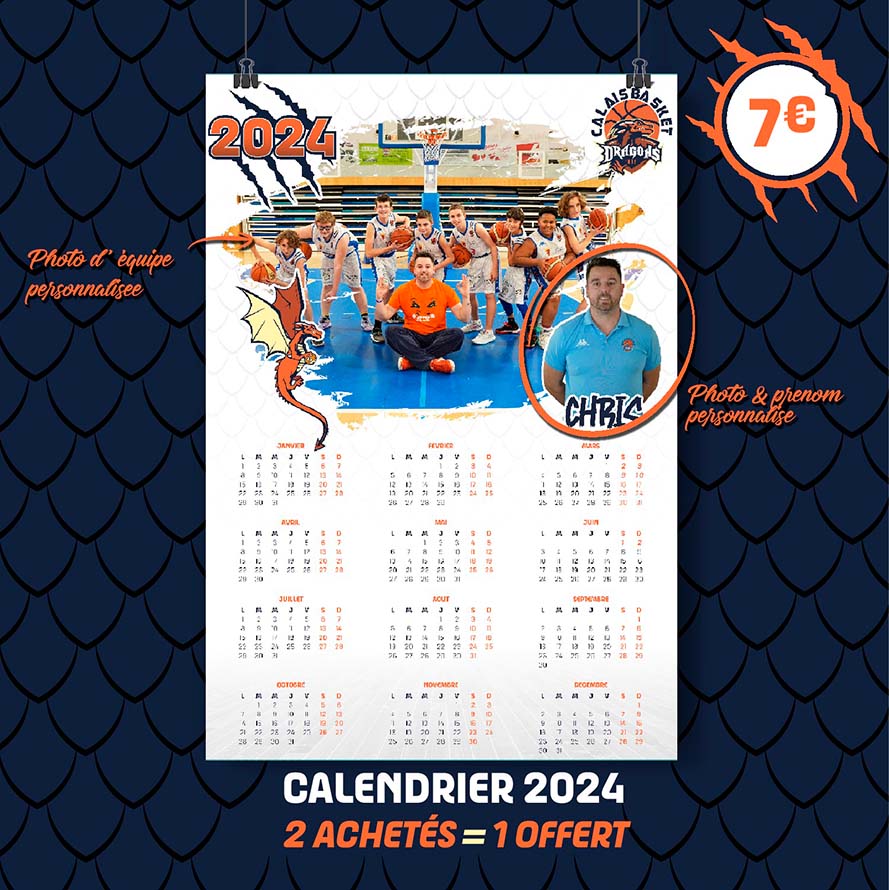 7€
2024
CALAIS BASKET
DRAGONS
Photo d' équipe
personnalisee
Photo & prenom
personnalise
CHRIS
JANVIER
L M M J V S D
1 2 3 4 5 6 7
8 9 10 11 12 13 14
15 16 17 18 19 20 21
22 23 24 25 26 27 28
29 30 31
FEVRIER
L M M J V S D
1 2 3 4
5 6 7 8 9 10 11
12 13 14 15 16 17 18
19 20 21 22 23 24 25
26 27 28 29
MARS
L M M J V S D
1 2 3
4 5 6 7 8 9 10
11 12 13 14 15 16 17
18 19 20 21 22 23 24
25 26 27 28 29 30 31
AVRIL
L M M J V S D
1 2 3 4 5 6 7
8 9 10 11 12 13 14
15 16 17 18 19 20 21
22 23 24 25 26 27 28
29 30
MAI
L M M J V S D
1 2 3 4 5
6 7 8 9 10 11 12
13 14 15 16 17 18 19
20 21 22 23 24 25 26
27 28 29 30 31
JUIN
L M M J V S D
1 2
3 4 5 6 7 8 9
10 11 12 13 14 15 16
17 18 19 20 21 22 23
24 25 26 27 28 29 30
JUILLET
L M M J V S D
1 2 3 4 5 6 7
8 9 10 11 12 13 14
15 16 17 18 19 20 21
22 23 24 25 26 27 28
29 30 31
AOUT
L M M J V S D
1 2 3 4
5 6 7 8 9 10 11
12 13 14 15 16 17 18
19 20 21 22 23 24 25
26 27 28 29 30 31
SEPTEMBRE
L M M J V S D
1
2 3 4 5 6 7 8
9 10 11 12 13 14 15
16 17 18 19 20 21 22
23 24 25 26 27 28 29
30
OCTOBRE
L M M J V S D
1 2 3 4 5 6
7 8 9 10 11 12 13
14 15 16 17 18 19 20
21 22 23 24 25 26 27
28 29 30 31
NOVEMBRE
L M M J V S D
1 2 3
4 5 6 7 8 9 10
11 12 13 14 15 16 17
18 19 20 21 22 23 24
25 26 27 28 29 30
DECEMBRE
L M M J V S D
1
2 3 4 5 6 7 8
9 10 11 12 13 14 15
16 17 18 19 20 21 22
23 24 25 26 27 28 29
30 31
CALENDRIER 2024
2 ACHETÉS = 1 OFFERT